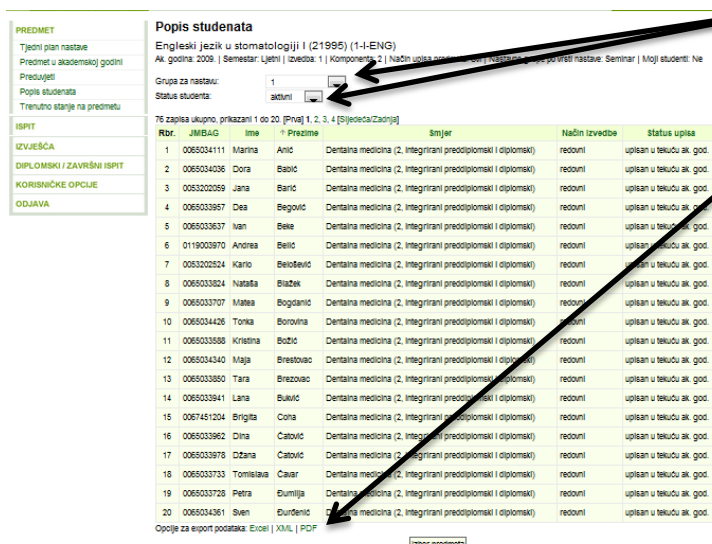 PREDMET
Tjedni plan nastave
Predmet u akademskoj godini
Preduvjeti
Popis studenata
Trenutno stanje na predmetu
ISPIT
IZVJEŠĆA
DIPLOMSKI / ZAVRŠNI ISPIT
KORISNIČKE OPCIJE
ODJAVA
Popis studenata
Engleski jezik u stomatologiji I (21995) (1-I-ENG)
Ak. godina: 2009. | Semestar: Ljetni | Izvedba: 1 | Komponenta: 2 | Način upisa predmeta: Svi | Nastavne grupe po vrsti nastave: Seminar | Moji studenti: Ne
Grupa za nastavu: 1
Status studenta: aktivni
76 zapisa ukupno, prikazani 1 do 20. [Prva] 1, 2, 3, 4 [Sljedeća/Zadnja]
Rbr. JMBAG Ime ↑ Prezime Smjer Način izvedbe Status upisa
1 0065034111 Marina Anić Dentalna medicina (2, Integrirani preddiplomski i diplomski) redovni upisan u tekuću ak. god.
2 0065034036 Dora Babić Dentalna medicina (2, Integrirani preddiplomski i diplomski) redovni upisan u tekuću ak. god.
3 0053202059 Jana Barić Dentalna medicina (2, Integrirani preddiplomski i diplomski) redovni upisan u tekuću ak. god.
4 0065033957 Dea Begović Dentalna medicina (2, Integrirani preddiplomski i diplomski) redovni upisan u tekuću ak. god.
5 0065033637 Ivan Beke Dentalna medicina (2, Integrirani preddiplomski i diplomski) redovni upisan u tekuću ak. god.
6 0119003970 Andrea Belić Dentalna medicina (2, Integrirani preddiplomski i diplomski) redovni upisan u tekuću ak. god.
7 0053202524 Karlo Belošević Dentalna medicina (2, Integrirani preddiplomski i diplomski) redovni upisan u tekuću ak. god.
8 0065033824 Nataša Blažek Dentalna medicina (2, Integrirani preddiplomski i diplomski) redovni upisan u tekuću ak. god.
9 0065033707 Matea Bogdanić Dentalna medicina (2, Integrirani preddiplomski i diplomski) redovni upisan u tekuću ak. god.
10 0065034426 Tonka Borovina Dentalna medicina (2, Integrirani preddiplomski i diplomski) redovni upisan u tekuću ak. god.
11 0065033588 Kristina Božić Dentalna medicina (2, Integrirani preddiplomski i diplomski) redovni upisan u tekuću ak. god.
12 0065034340 Maja Brestovac Dentalna medicina (2, Integrirani preddiplomski i diplomski) redovni upisan u tekuću ak. god.
13 0065033850 Tara Brezovac Dentalna medicina (2, Integrirani preddiplomski i diplomski) redovni upisan u tekuću ak. god.
14 0065033941 Lana Bukvić Dentalna medicina (2, Integrirani preddiplomski i diplomski) redovni upisan u tekuću ak. god.
15 0067451204 Brigita Coha Dentalna medicina (2, Integrirani preddiplomski i diplomski) redovni upisan u tekuću ak. god.
16 0065033962 Dina Ćatović Dentalna medicina (2, Integrirani preddiplomski i diplomski) redovni upisan u tekuću ak. god.
17 0065033978 Džana Ćatović Dentalna medicina (2, Integrirani preddiplomski i diplomski) redovni upisan u tekuću ak. god.
18 0065033733 Tomislava Čavar Dentalna medicina (2, Integrirani preddiplomski i diplomski) redovni upisan u tekuću ak. god.
19 0065033728 Petra Đumlija Dentalna medicina (2, Integrirani preddiplomski i diplomski) redovni upisan u tekuću ak. god.
20 0065034361 Sven Đurđenić Dentalna medicina (2, Integrirani preddiplomski i diplomski) redovni upisan u tekuću ak. god.
Opcije za export podataka: Excel | XML | PDF
Izbor predmeta